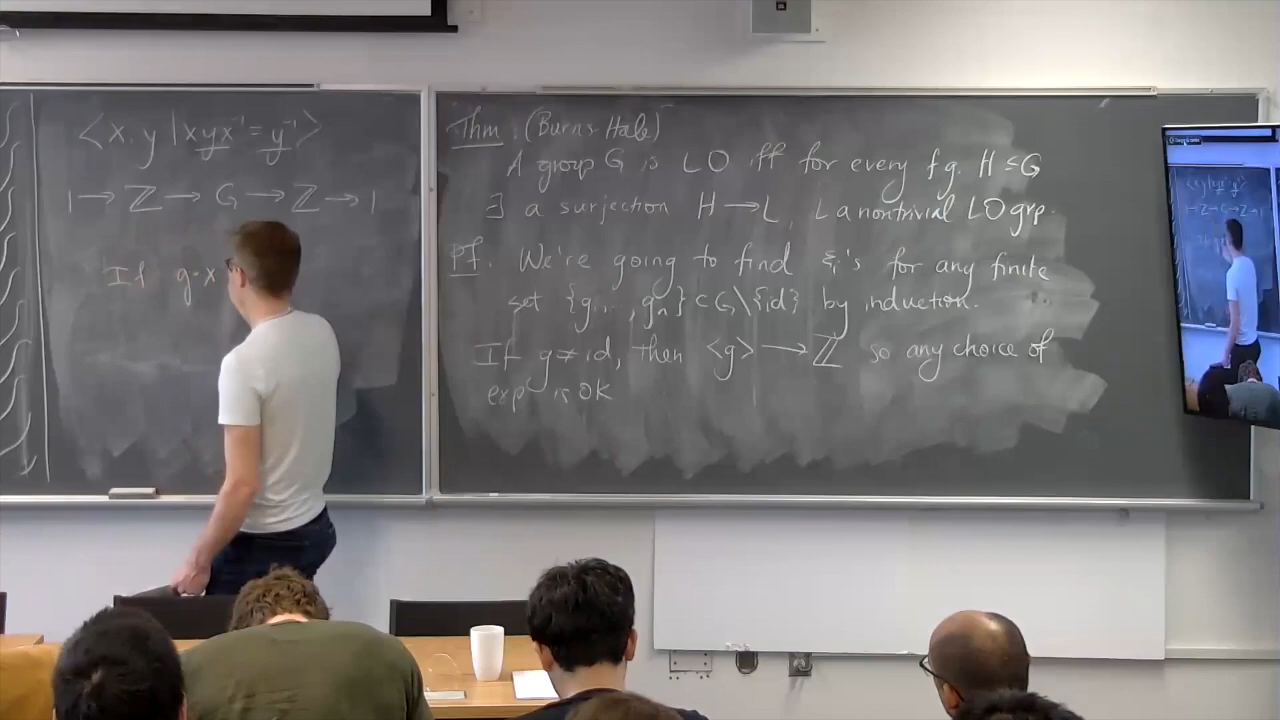 <x, y | xyx⁻¹ = y⁻¹>
1 → ℤ → G → ℤ → 1
If g·x
Thm. (Burns-Hale)
A group G is LO iff for every f.g. H ≤ G
∃ a surjection H → L, L a nontrivial LO grp.
Pf. We're going to find εᵢ's for any finite
set {g₁,..., gₙ} ⊂ G\{id} by induction.
If g ≠ id, then <g> → ℤ so any choice of
exp is OK